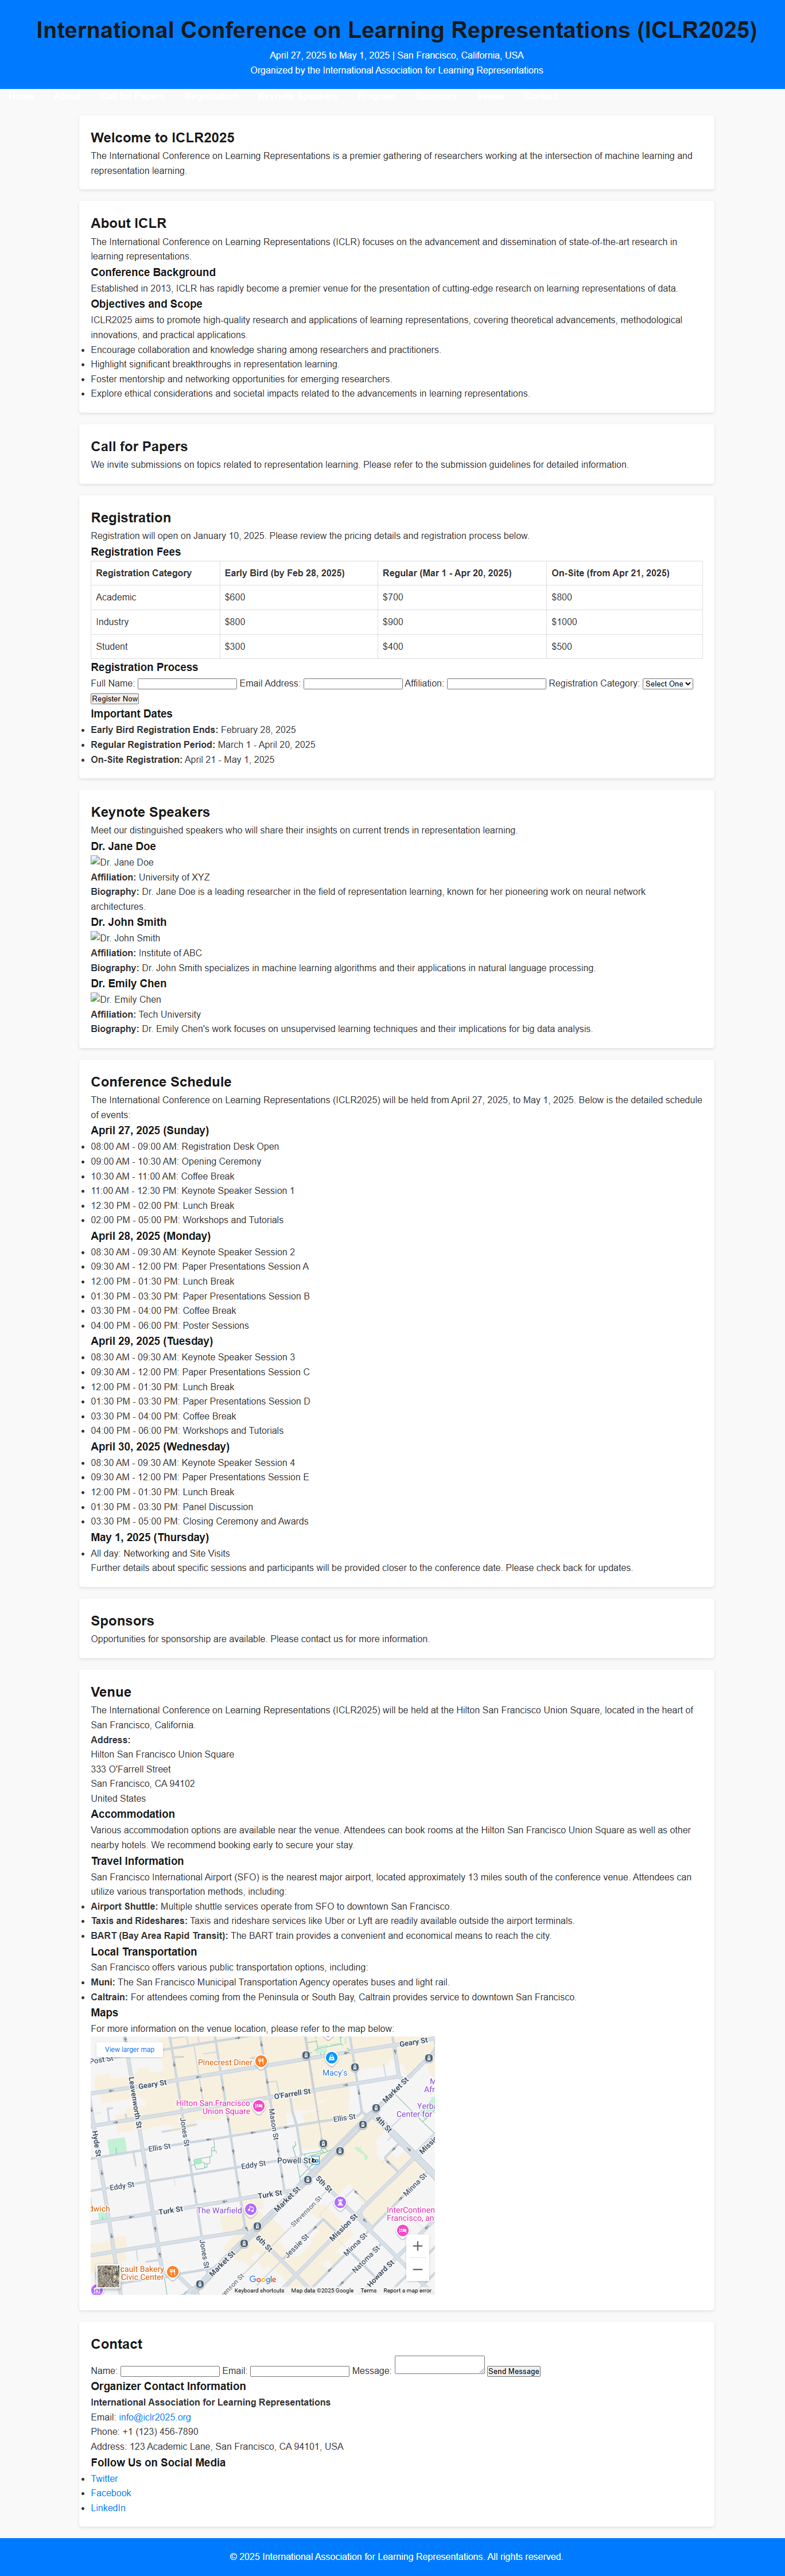 International Conference on Learning Representations (ICLR2025)
April 27, 2025 to May 1, 2025 | San Francisco, California, USA
Organized by the International Association for Learning Representations
Welcome to ICLR2025
The International Conference on Learning Representations is a premier gathering of researchers working at the intersection of machine learning and
representation learning.
About ICLR
The International Conference on Learning Representations (ICLR) focuses on the advancement and dissemination of state-of-the-art research in
learning representations.
Conference Background
Established in 2013, ICLR has rapidly become a premier venue for the presentation of cutting-edge research on learning representations of data.
Objectives and Scope
ICLR2025 aims to promote high-quality research and applications of learning representations, covering theoretical advancements, methodological
innovations, and practical applications.
Encourage collaboration and knowledge sharing among researchers and practitioners.
Highlight significant breakthroughs in representation learning.
Foster mentorship and networking opportunities for emerging researchers.
Explore ethical considerations and societal impacts related to the advancements in learning representations.
Call for Papers
We invite submissions on topics related to representation learning. Please refer to the submission guidelines for detailed information.
Registration
Registration will open on January 10, 2025. Please review the pricing details and registration process below.
Registration Fees
Registration Category Early Bird (by Feb 28, 2025) Regular (Mar 1 - Apr 20, 2025) On-Site (from Apr 21, 2025)
Academic $600 $700 $800
Industry $800 $900 $1000
Student $300 $400 $500
Registration Process
Full Name: Email Address: Affiliation: Registration Category: Select One
Register Now
Important Dates
Early Bird Registration Ends: February 28, 2025
Regular Registration Period: March 1 - April 20, 2025
On-Site Registration: April 21 - May 1, 2025
Keynote Speakers
Meet our distinguished speakers who will share their insights on current trends in representation learning.
Dr. Jane Doe
Dr. Jane Doe
Affiliation: University of XYZ
Biography: Dr. Jane Doe is a leading researcher in the field of representation learning, known for her pioneering work on neural network
architectures.
Dr. John Smith
Dr. John Smith
Affiliation: Institute of ABC
Biography: Dr. John Smith specializes in machine learning algorithms and their applications in natural language processing.
Dr. Emily Chen
Dr. Emily Chen
Affiliation: Tech University
Biography: Dr. Emily Chen's work focuses on unsupervised learning techniques and their implications for big data analysis.
Conference Schedule
The International Conference on Learning Representations (ICLR2025) will be held from April 27, 2025, to May 1, 2025. Below is the detailed schedule
of events:
April 27, 2025 (Sunday)
08:00 AM - 09:00 AM: Registration Desk Open
09:00 AM - 10:30 AM: Opening Ceremony
10:30 AM - 11:00 AM: Coffee Break
11:00 AM - 12:30 PM: Keynote Speaker Session 1
12:30 PM - 02:00 PM: Lunch Break
02:00 PM - 05:00 PM: Workshops and Tutorials
April 28, 2025 (Monday)
08:30 AM - 09:30 AM: Keynote Speaker Session 2
09:30 AM - 12:00 PM: Paper Presentations Session A
12:00 PM - 01:30 PM: Lunch Break
01:30 PM - 03:30 PM: Paper Presentations Session B
03:30 PM - 04:00 PM: Coffee Break
04:00 PM - 06:00 PM: Poster Sessions
April 29, 2025 (Tuesday)
08:30 AM - 09:30 AM: Keynote Speaker Session 3
09:30 AM - 12:00 PM: Paper Presentations Session C
12:00 PM - 01:30 PM: Lunch Break
01:30 PM - 03:30 PM: Paper Presentations Session D
03:30 PM - 04:00 PM: Coffee Break
04:00 PM - 06:00 PM: Workshops and Tutorials
April 30, 2025 (Wednesday)
08:30 AM - 09:30 AM: Keynote Speaker Session 4
09:30 AM - 12:00 PM: Paper Presentations Session E
12:00 PM - 01:30 PM: Lunch Break
01:30 PM - 03:30 PM: Panel Discussion
03:30 PM - 05:00 PM: Closing Ceremony and Awards
May 1, 2025 (Thursday)
All day: Networking and Site Visits
Further details about specific sessions and participants will be provided closer to the conference date. Please check back for updates.
Sponsors
Opportunities for sponsorship are available. Please contact us for more information.
Venue
The International Conference on Learning Representations (ICLR2025) will be held at the Hilton San Francisco Union Square, located in the heart of
San Francisco, California.
Address:
Hilton San Francisco Union Square
333 O'Farrell Street
San Francisco, CA 94102
United States
Accommodation
Various accommodation options are available near the venue. Attendees can book rooms at the Hilton San Francisco Union Square as well as other
nearby hotels. We recommend booking early to secure your stay.
Travel Information
San Francisco International Airport (SFO) is the nearest major airport, located approximately 13 miles south of the conference venue. Attendees can
utilize various transportation methods, including:
Airport Shuttle: Multiple shuttle services operate from SFO to downtown San Francisco.
Taxis and Rideshares: Taxis and rideshare services like Uber or Lyft are readily available outside the airport terminals.
BART (Bay Area Rapid Transit): The BART train provides a convenient and economical means to reach the city.
Local Transportation
San Francisco offers various public transportation options, including:
Muni: The San Francisco Municipal Transportation Agency operates buses and light rail.
Caltrain: For attendees coming from the Peninsula or South Bay, Caltrain provides service to downtown San Francisco.
Maps
For more information on the venue location, please refer to the map below:
View larger map
Geary St
Post St
Pinecrest Diner
Macy's
Geary St
Leavenworth St
O'Farrell St
Market St
Hilton San Francisco
Union Square
Jones St
Mason St
Ellis St
4th St
Center for
Hyde St
Ellis St
Powell St
Eddy St
Eddy St
5th St
Minna St
Turk St
Turk St
Market St
Stevenson St
The Warfield
InterContinen
Francisco, an
Mission St
6th St
Jessie St
Minna St
Natoma St
Howard St
Jones St
Market St
cault Bakery
Civic Center
Google
Keyboard shortcuts Map data ©2025 Google Terms Report a map error
Contact
Name: Email: Message: Send Message
Organizer Contact Information
International Association for Learning Representations
Email: info@iclr2025.org
Phone: +1 (123) 456-7890
Address: 123 Academic Lane, San Francisco, CA 94101, USA
Follow Us on Social Media
Twitter
Facebook
LinkedIn
© 2025 International Association for Learning Representations. All rights reserved.